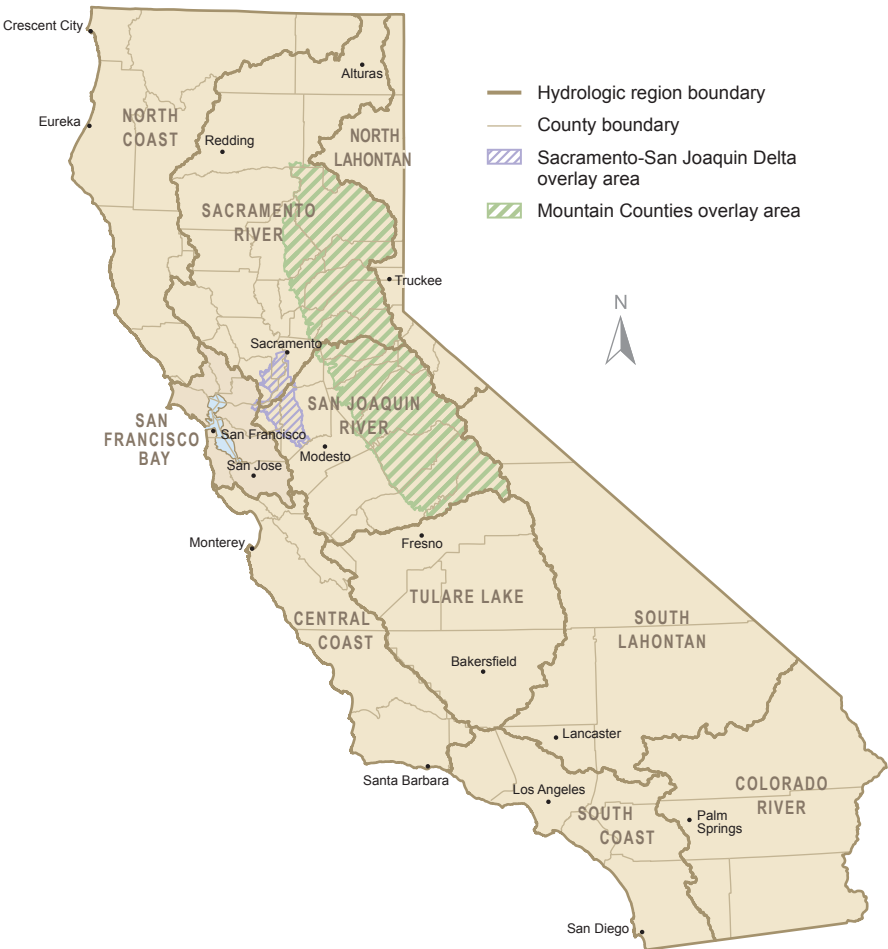 Crescent City
Alturas
Hydrologic region boundary
County boundary
Sacramento-San Joaquin Delta
overlay area
Mountain Counties overlay area
Eureka
NORTH
COAST
Redding
NORTH
LAHONTAN
SACRAMENTO
RIVER
Truckee
N
Sacramento
SAN JOAQUIN
RIVER
SAN
FRANCISCO
BAY
San Francisco
Modesto
San Jose
Monterey
Fresno
TULARE LAKE
CENTRAL
COAST
SOUTH
LAHONTAN
Bakersfield
Lancaster
Santa Barbara
Los Angeles
SOUTH
COAST
COLORADO
RIVER
Palm
Springs
San Diego